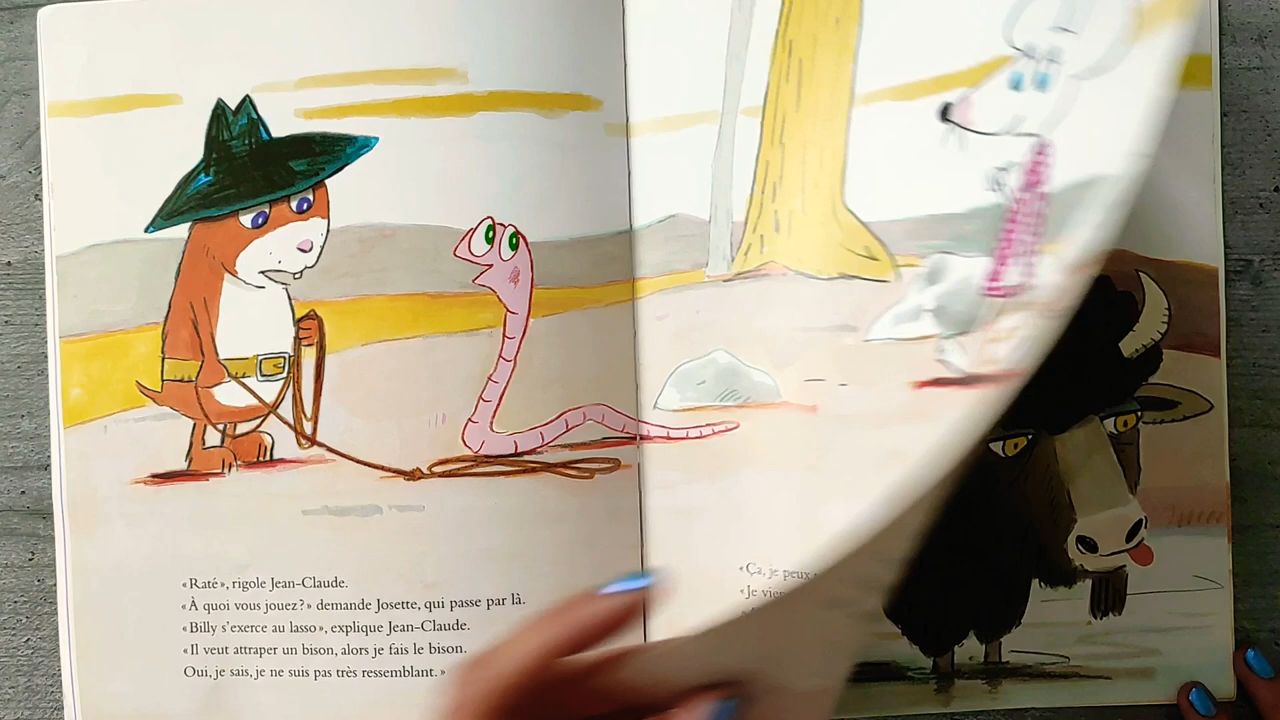 «Raté», rigole Jean-Claude.
«À quoi vous jouez?» demande Josette, qui passe par là.
«Billy s'exerce au lasso», explique Jean-Claude.
«Il veut attraper un bison, alors je fais le bison.
Oui, je sais, je ne suis pas très ressemblant.»
«Ça, je peux
«Je vien